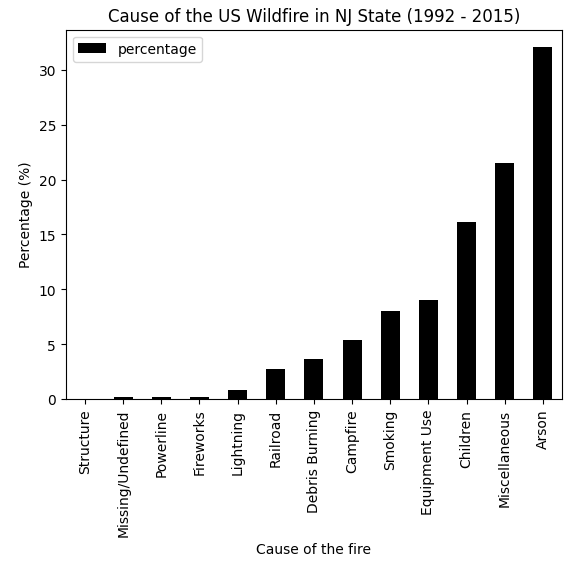 Cause of the US Wildfire in NJ State (1992 - 2015)
percentage
Percentage (%)
30
25
20
15
10
5
0
Structure
Missing/Undefined
Powerline
Fireworks
Lightning
Railroad
Debris Burning
Campfire
Smoking
Equipment Use
Children
Miscellaneous
Arson
Cause of the fire